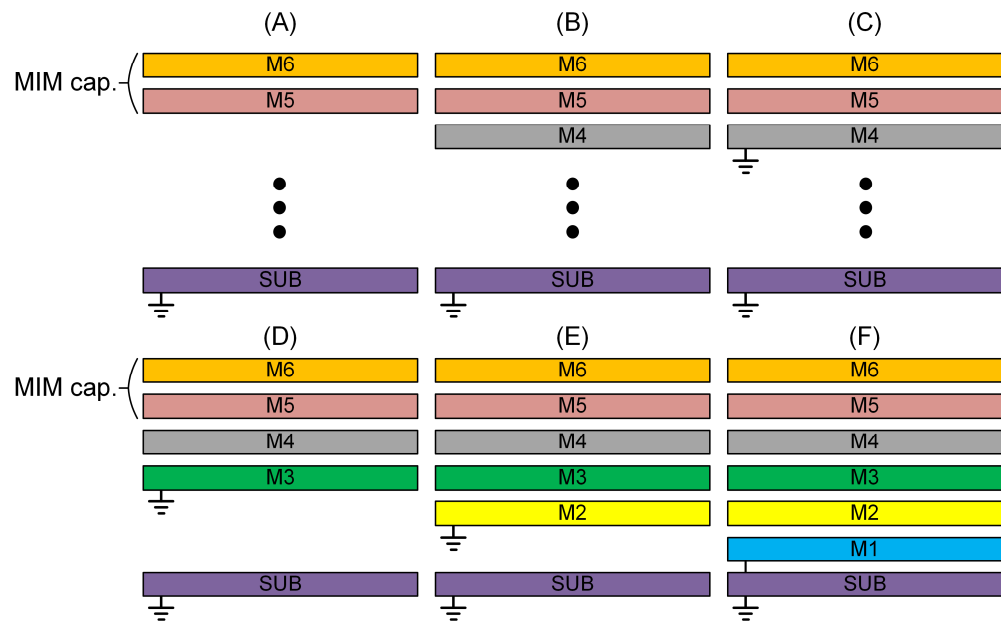 (A) (B) (C)
MIM cap. M6 M6 M6
M5 M5 M5
M4 M4
SUB SUB SUB
(D) (E) (F)
MIM cap. M6 M6 M6
M5 M5 M5
M4 M4 M4
M3 M3 M3
M2 M2
M1
SUB SUB SUB